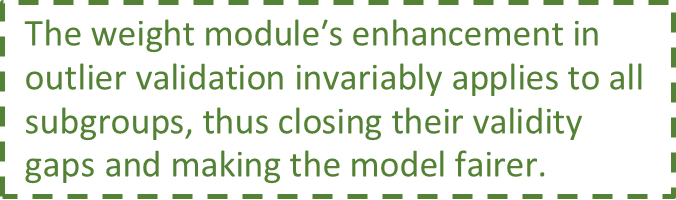 The weight module’s enhancement in
outlier validation invariably applies to all
subgroups, thus closing their validity
gaps and making the model fairer.